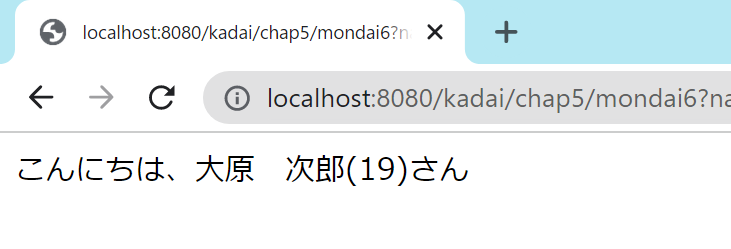 localhost:8080/kadai/chap5/mondai6?n
localhost:8080/kadai/chap5/mondai6?na
こんにちは、大原　次郎(19)さん